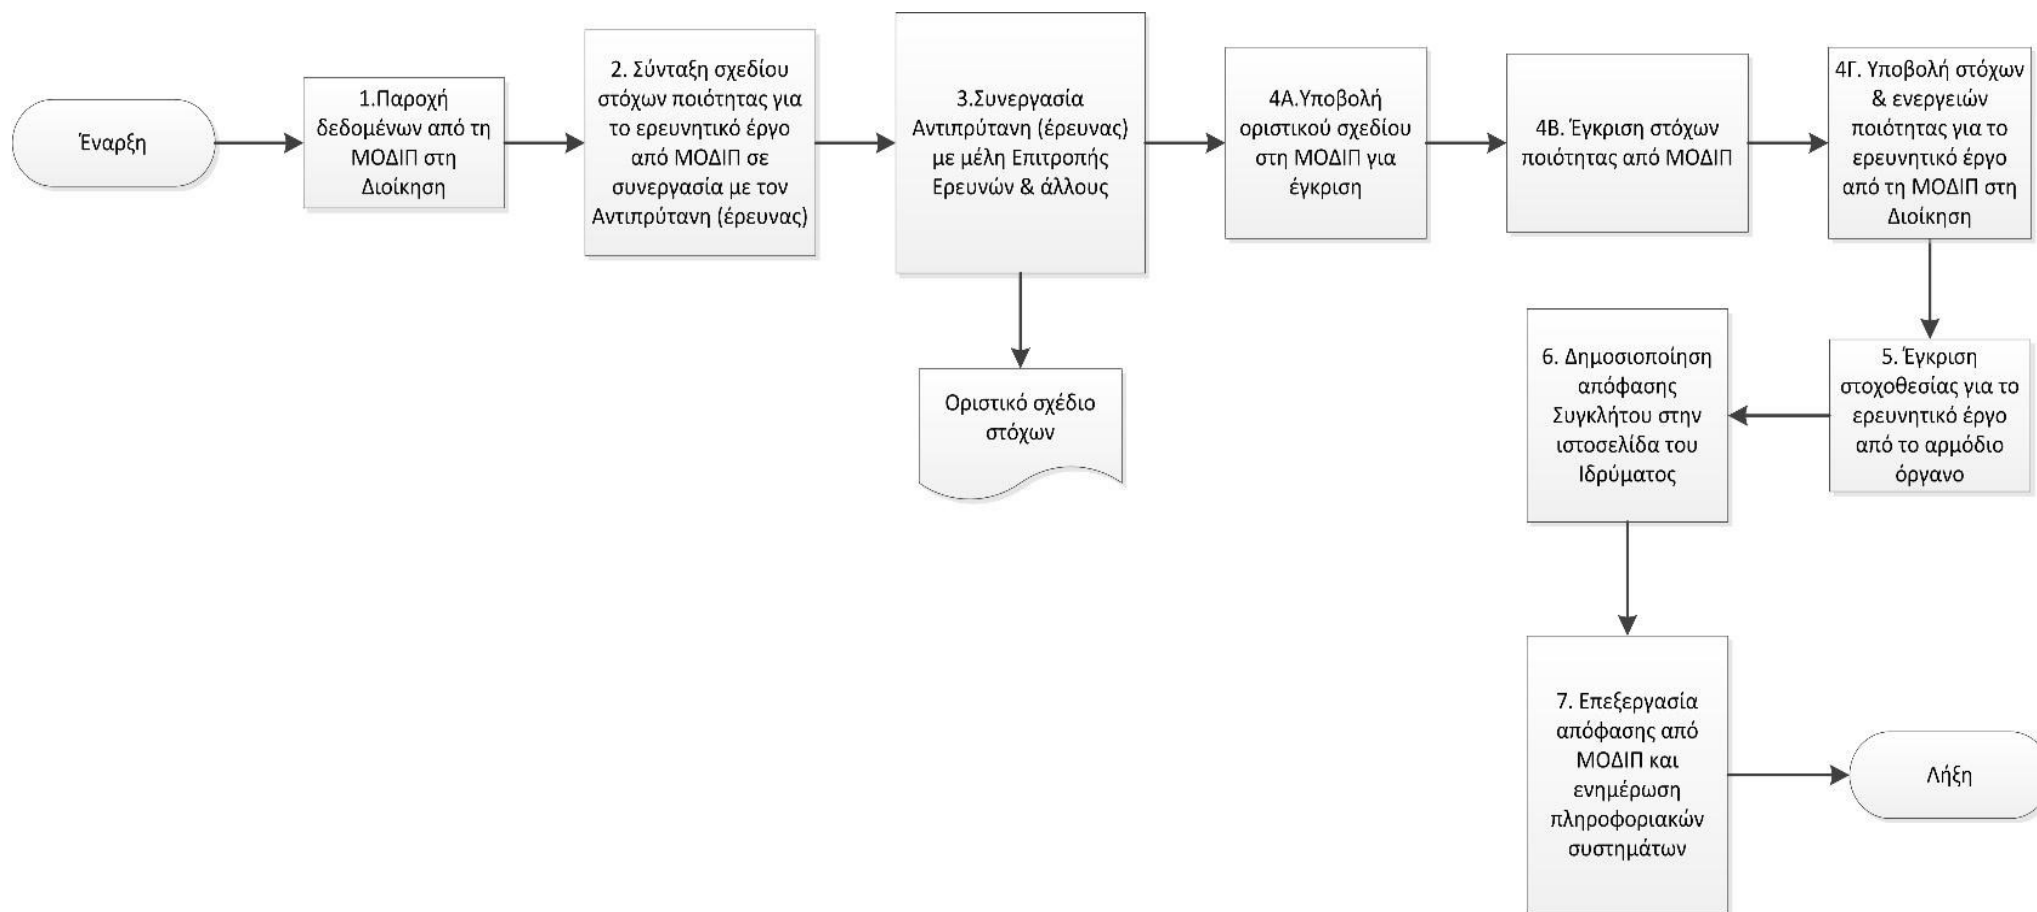 Έναρξη
1.Παροχή
δεδομένων από τη
ΜΟΔΙΠ στη
Διοίκηση
2. Σύνταξη σχεδίου
στόχων ποιότητας για
το ερευνητικό έργο
από ΜΟΔΙΠ σε
συνεργασία με τον
Αντιπρύτανη (έρευνας)
3.Συνεργασία
Αντιπρύτανη (έρευνας)
με μέλη Επιτροπής
Ερευνών & άλλους
4Α.Υποβολή
οριστικού σχεδίου
στη ΜΟΔΙΠ για
έγκριση
4Β. Έγκριση στόχων
ποιότητας από ΜΟΔΙΠ
4Γ. Υποβολή στόχων
& ενεργειών
ποιότητας για το
ερευνητικό έργο
από τη ΜΟΔΙΠ στη
Διοίκηση
Οριστικό σχέδιο
στόχων
5. Έγκριση
στοχοθεσίας για το
ερευνητικό έργο
από το αρμόδιο
όργανο
6. Δημοσιοποίηση
απόφασης
Συγκλήτου στην
ιστοσελίδα του
Ιδρύματος
7. Επεξεργασία
απόφασης από
ΜΟΔΙΠ και
ενημέρωση
πληροφοριακών
συστημάτων
Λήξη